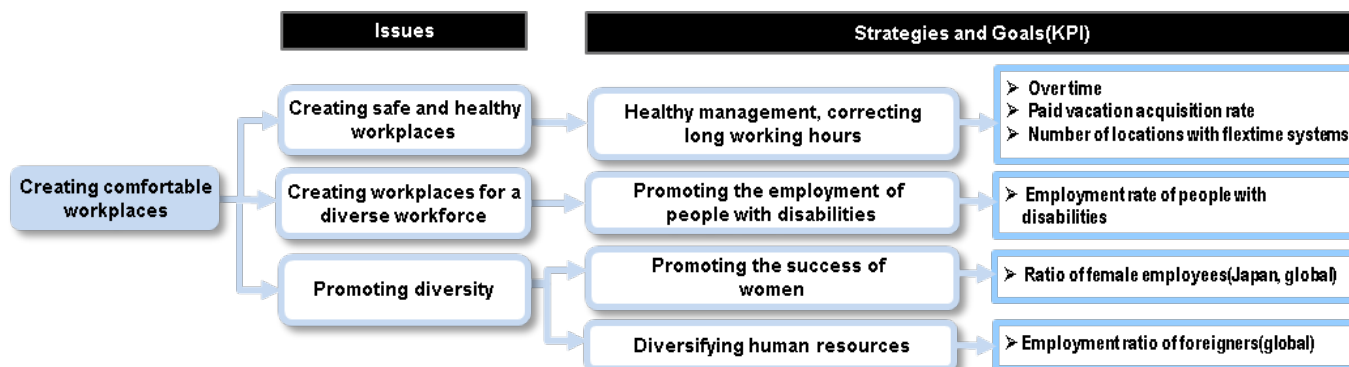 Issues
Strategies and Goals(KPI)
Creating comfortable
workplaces
Creating safe and healthy
workplaces
Healthy management, correcting
long working hours
➢ Over time
➢ Paid vacation acquisition rate
➢ Number of locations with flextime systems
Creating workplaces for a
diverse workforce
Promoting the employment of
people with disabilities
➢ Employment rate of people with
disabilities
Promoting diversity
Promoting the success of
women
➢ Ratio of female employees(Japan, global)
Diversifying human resources
➢ Employment ratio of foreigners(global)